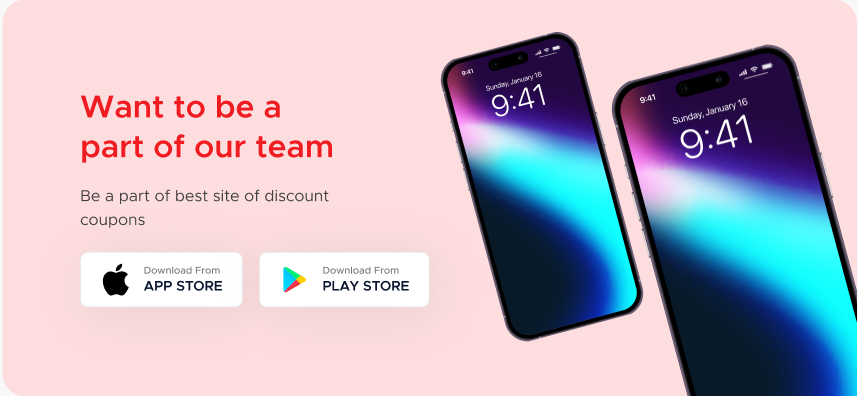 Want to be a
part of our team
Be a part of best site of discount
coupons
Download From
APP STORE
Download From
PLAY STORE
9:41
Sunday, January 16
9:41
9:41
Sunday, January 16
9:41